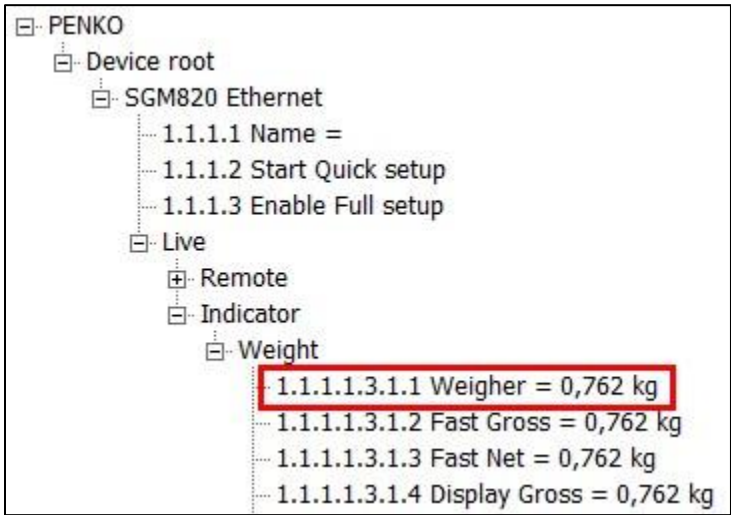 PENKO
Device root
SGM820 Ethernet
1.1.1.1 Name =
1.1.1.2 Start Quick setup
1.1.1.3 Enable Full setup
Live
Remote
Indicator
Weight
1.1.1.1.3.1.1 Weigher = 0,762 kg
1.1.1.1.3.1.2 Fast Gross = 0,762 kg
1.1.1.1.3.1.3 Fast Net = 0,762 kg
1.1.1.1.3.1.4 Display Gross = 0,762 kg